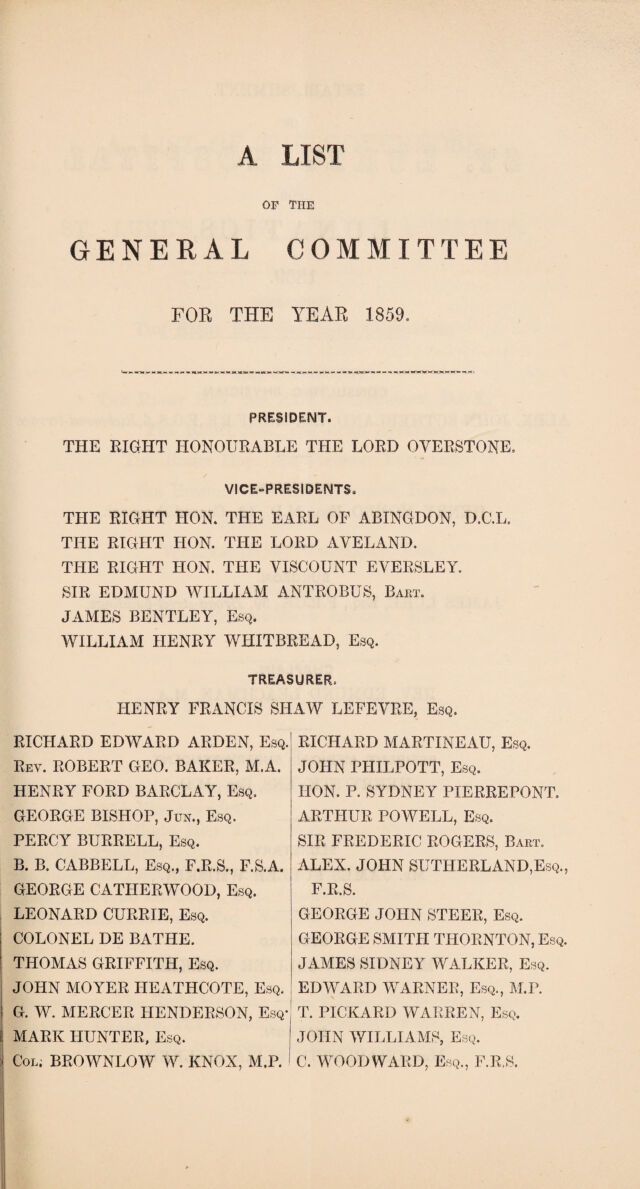 A LIST
OF THE
GENERAL COMMITTEE
FOR THE YEAR 1859.
PRESIDENT.
THE RIGHT HONOURABLE THE LORD OVERSTONE.
VICE-PRESIDENTS.
THE RIGHT HON. THE EARL OF ABINGDON, D.C.L.
THE RIGHT HON. THE LORD AVELAND.
THE RIGHT HON. THE VISCOUNT EVERSLEY.
SIR EDMUND WILLIAM ANTROBUS, BART.
JAMES BENTLEY, ESQ.
WILLIAM HENRY WHITBREAD, ESQ.
TREASURER.
HENRY FRANCIS SHAW LEFEVRE, ESQ.
RICHARD EDWARD ARDEN, ESQ.
REV. ROBERT GEO. BAKER, M.A.
HENRY FORD BARCLAY, ESQ.
GEORGE BISHOP, JUN., ESQ.
PERCY BURRELL, ESQ.
B. B. CABBELL, ESQ., F.R.S., F.S.A.
GEORGE CATHERWOOD, ESQ.
LEONARD CURRIE, ESQ.
COLONEL DE BATHE.
THOMAS GRIFFITH, ESQ.
JOHN MOYER HEATHCOTE, ESQ.
G. W. MERCER HENDERSON, ESQ.
MARK HUNTER, ESQ.
COL. BROWNLOW W. KNOX, M.P.
RICHARD MARTINEAU, ESQ.
JOHN PHILPOTT, ESQ.
HON. P. SYDNEY PIERREPONT.
ARTHUR POWELL, ESQ.
SIR FREDERIC ROGERS, BART.
ALEX. JOHN SUTHERLAND, ESQ.,
F.R.S.
GEORGE JOHN STEER, ESQ.
GEORGE SMITH THORNTON, ESQ.
JAMES SIDNEY WALKER, ESQ.
EDWARD WARNER, ESQ., M.P.
T. PICKARD WARREN, ESQ.
JOHN WILLIAMS, ESQ.
C. WOODWARD, ESQ., F.R.S.